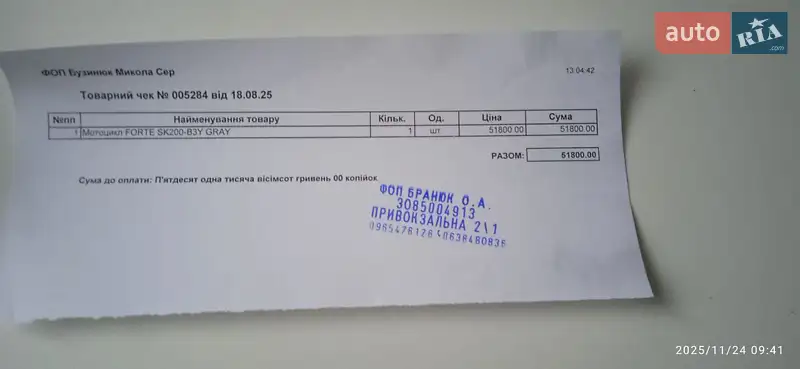 auto RIA.com
ФОП Бузинюк Микола Сер
13:04:42
Товарний чек № 005284 від 18.08.25
№пп Найменування товару Кільк. Од. Ціна Сума
1 Мотоцикл FORTE SK200-B3Y GRAY 1 шт 51800.00 51800.00
РАЗОМ: 51800.00
Сума до оплати: П'ятдесят одна тисяча вісімсот гривень 00 копійок
ФОП БРАНЮК О.А.
3085004913
ПРИВОКЗАЛЬНА 2\1
0965476126 0638480836
2025/11/24 09:41